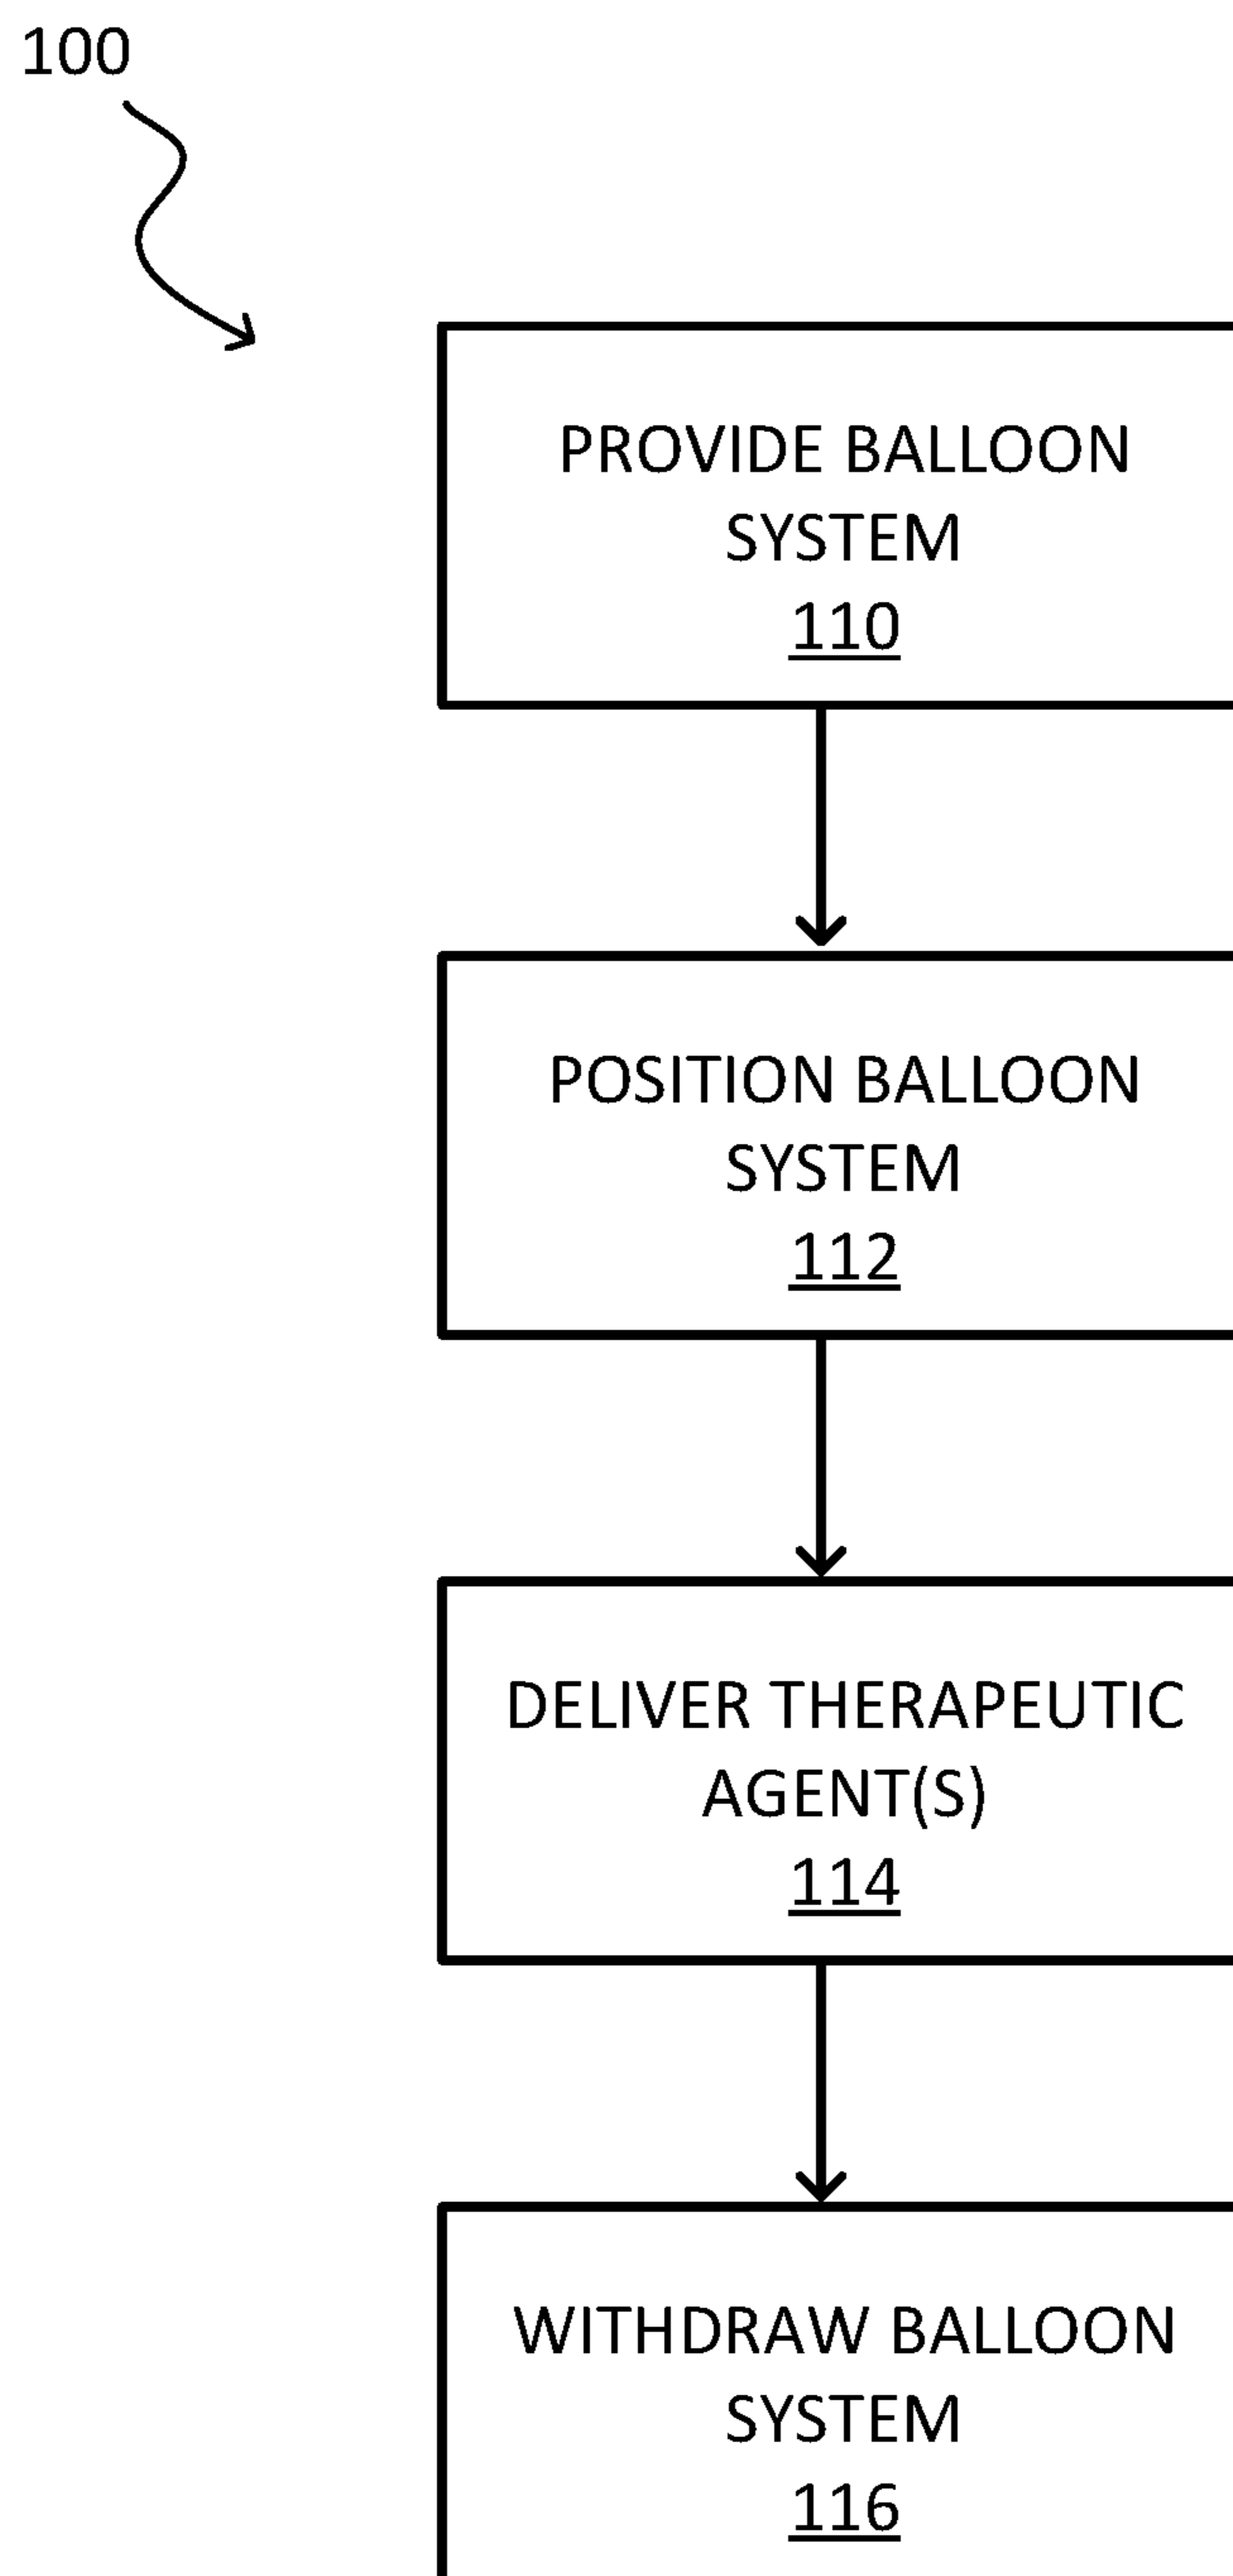 100
PROVIDE BALLOON
SYSTEM
110
POSITION BALLOON
SYSTEM
112
DELIVER THERAPEUTIC
AGENT(S)
114
WITHDRAW BALLOON
SYSTEM
116